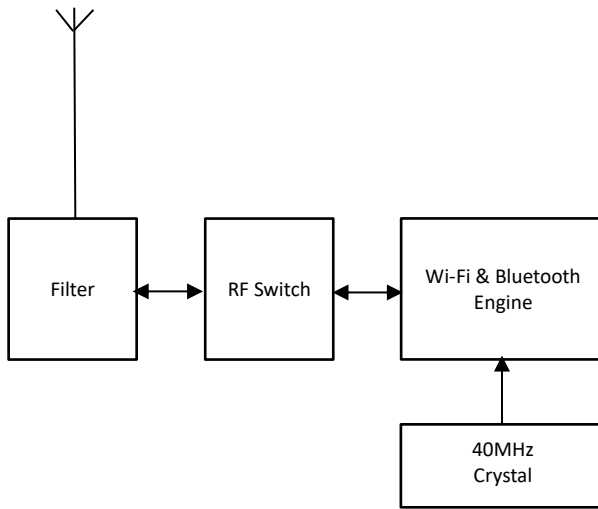 Filter
RF Switch
Wi-Fi & Bluetooth
Engine
40MHz
Crystal